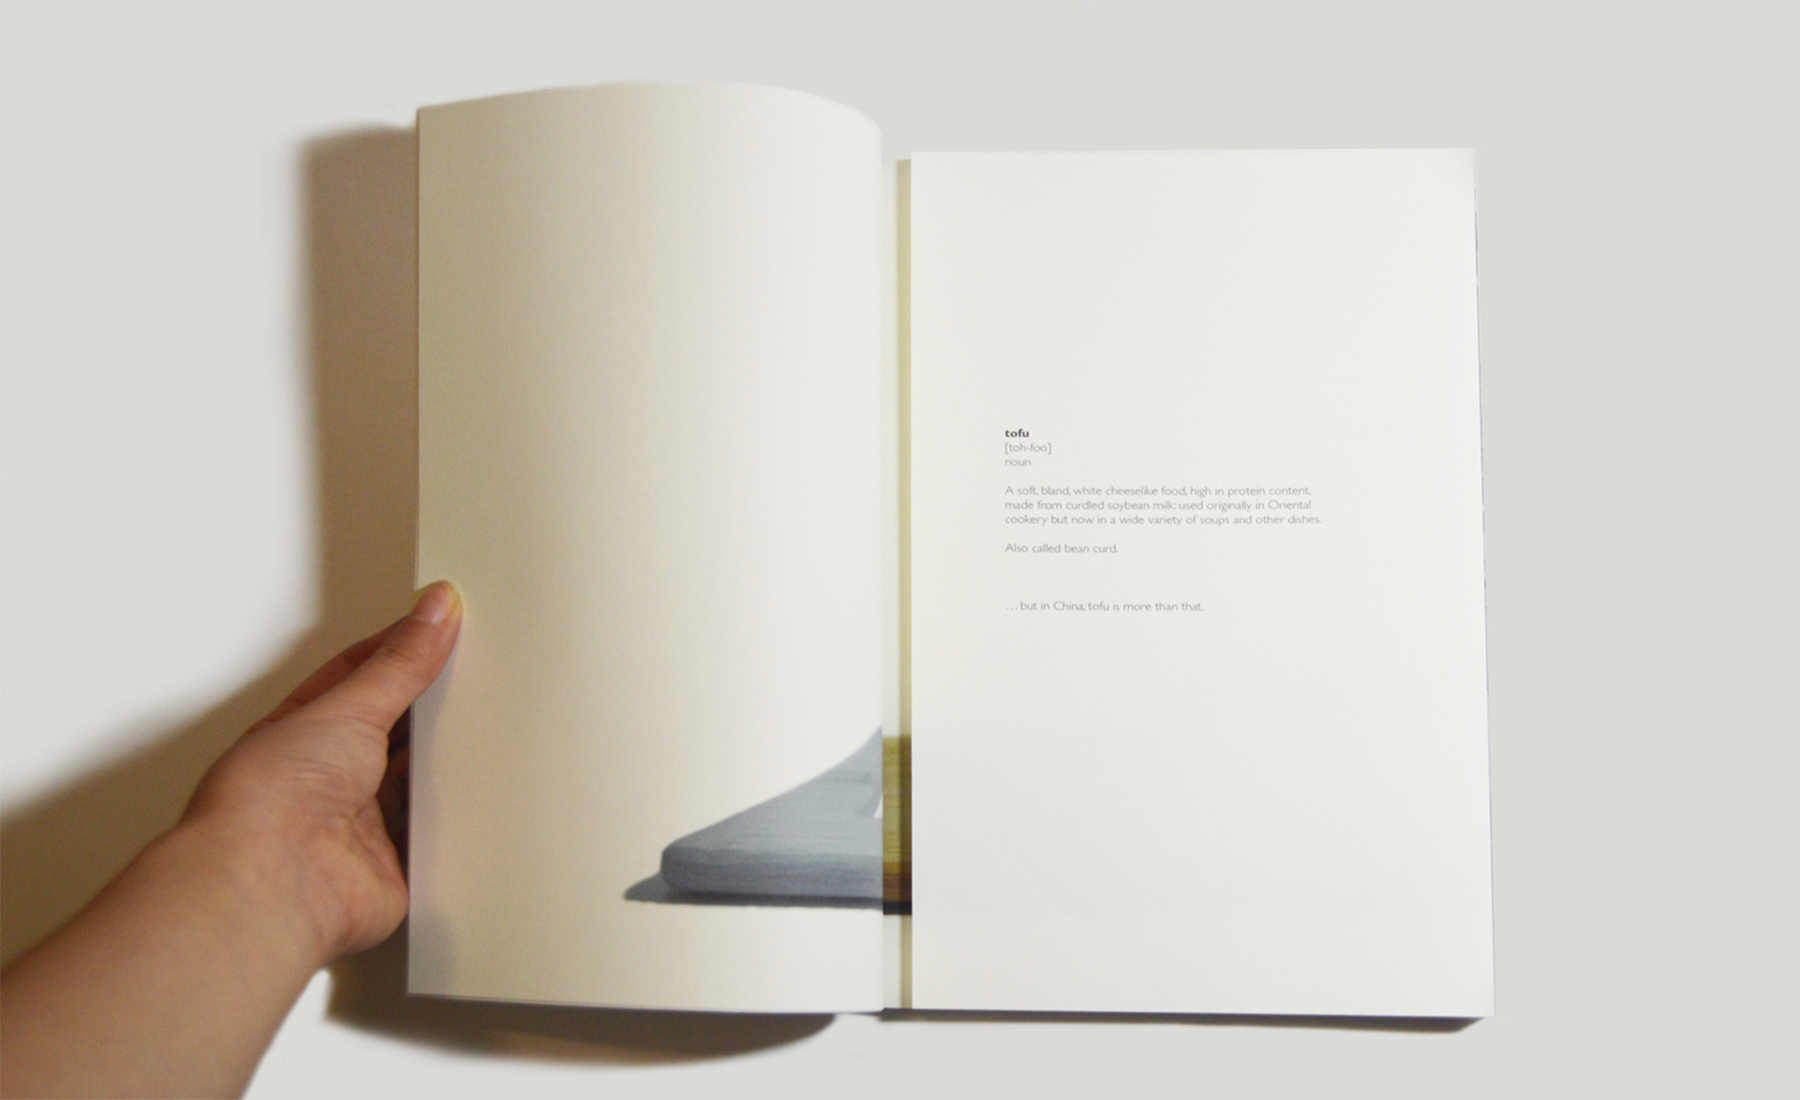 tofu
[toh-foo]
noun
A soft, bland, white cheeselike food, high in protein content,
made from curdled soybean milk: used originally in Oriental
cookery but now in a wide variety of soups and other dishes.
Also called bean curd.
...but in China, tofu is more than that.